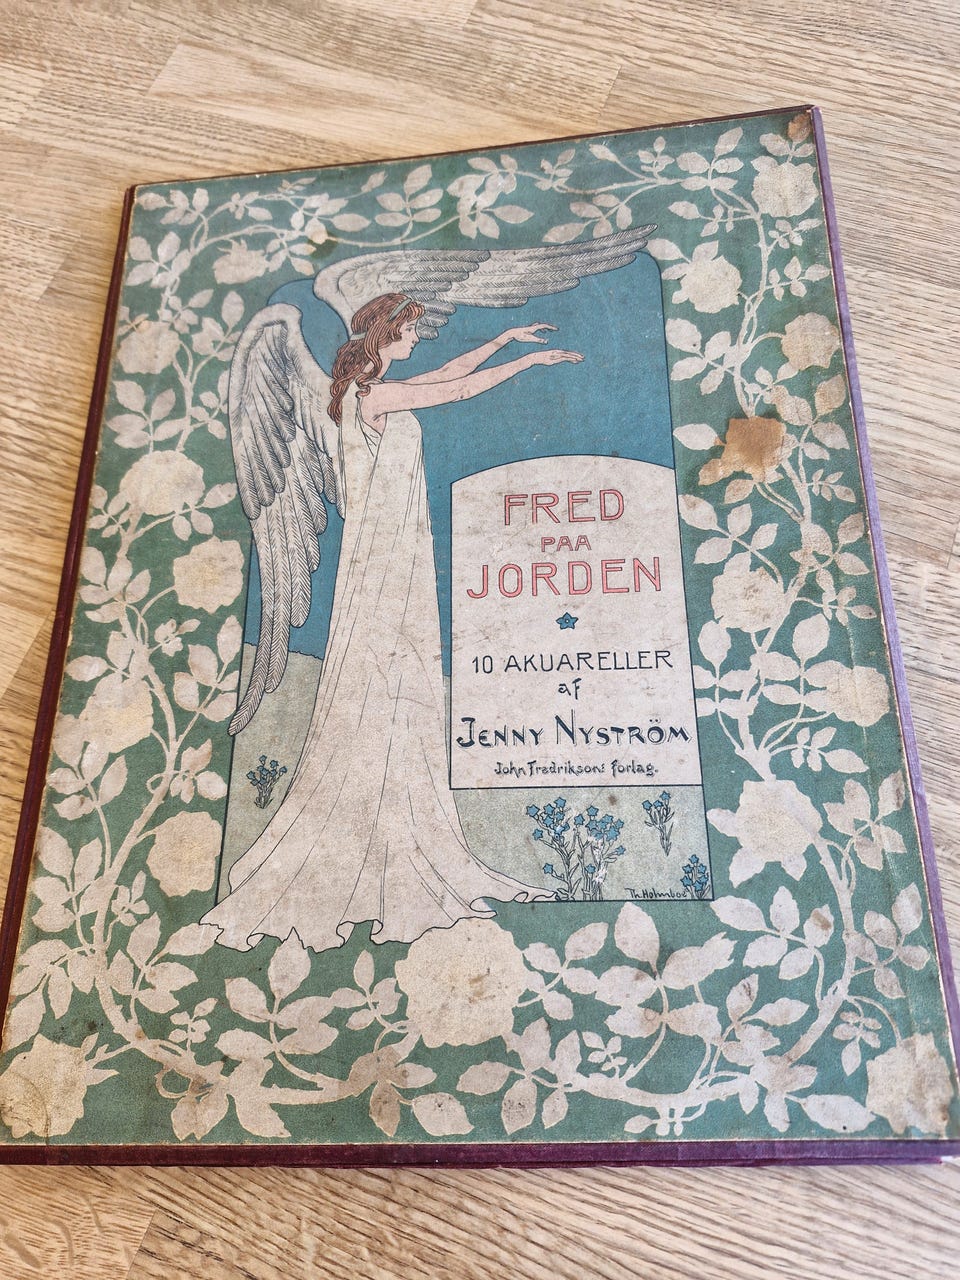 FRED
PAA
JORDEN
10 AKUARELLER
af
JENNY NYSTRÖM
John Fredriksons Forlag.
Th. Holmboe